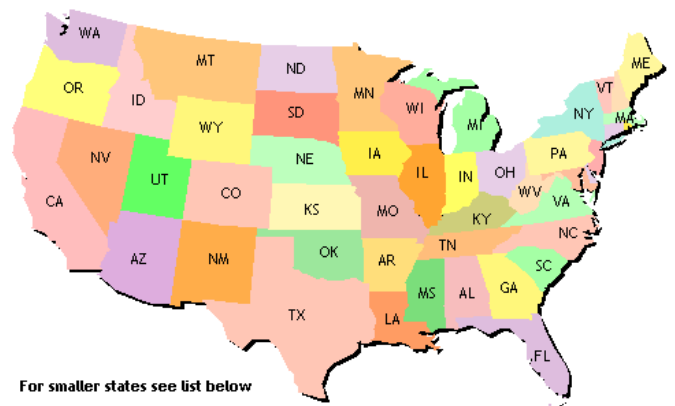 WA
MT
ND
MN
ME
VT
OR
ID
SD
WI
MI
NY
MA
WY
NV
NE
IA
PA
UT
CO
IL
IN
OH
WV
CA
KS
MO
KY
VA
AZ
NM
OK
AR
TN
NC
MS
AL
GA
SC
TX
LA
FL
For smaller states see list below